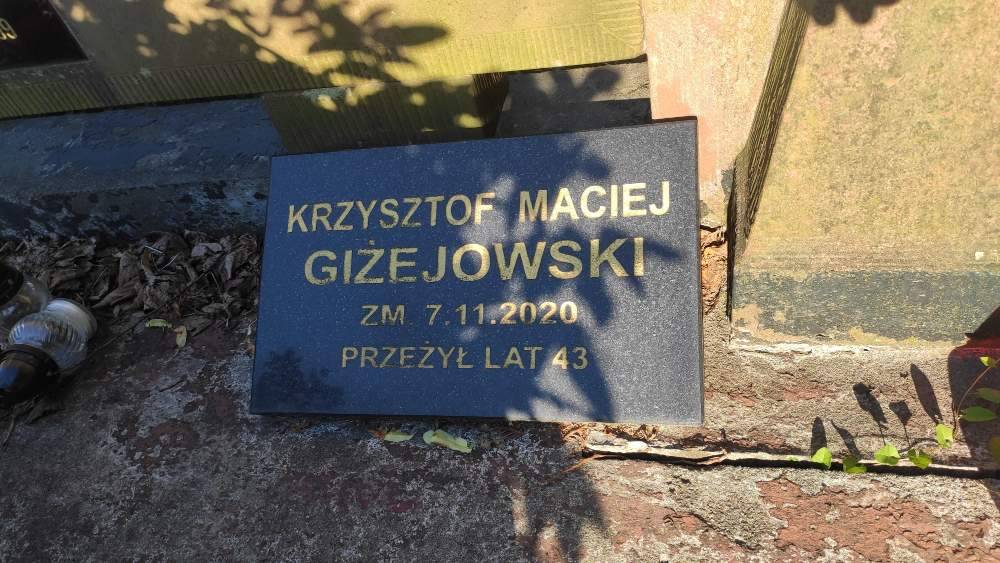 KRZYSZTOF MACIEJ
GIŻEJOWSKI
ZM. 7.11.2020
PRZEŻYŁ LAT 43